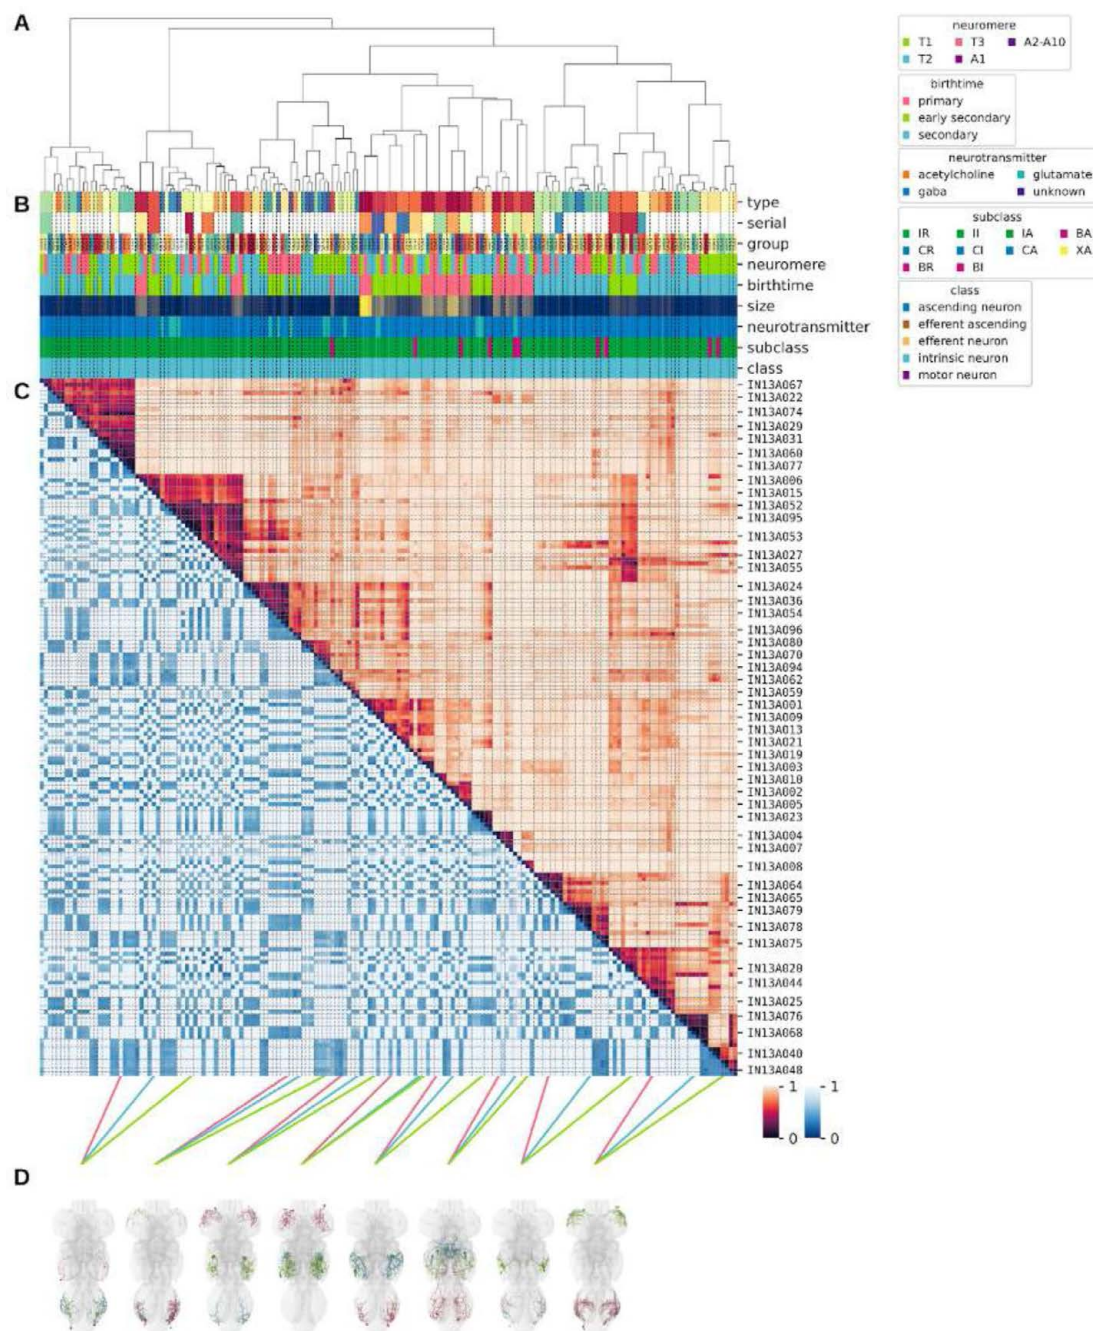 A
neuromere
T1 T3 A2-A10
T2 A1
birthtime
primary
early secondary
secondary
neurotransmitter
acetylcholine glutamate
gaba unknown
subclass
IR II IA BA
CR CI CA XA
BR BI
class
ascending neuron
efferent ascending
efferent neuron
intrinsic neuron
motor neuron
B
type
serial
group
neuromere
birthtime
size
neurotransmitter
subclass
class
C
IN13A067
IN13A022
IN13A074
IN13A029
IN13A031
IN13A060
IN13A077
IN13A006
IN13A015
IN13A052
IN13A095
IN13A053
IN13A027
IN13A055
IN13A024
IN13A036
IN13A054
IN13A096
IN13A080
IN13A070
IN13A094
IN13A062
IN13A059
IN13A001
IN13A009
IN13A013
IN13A021
IN13A019
IN13A003
IN13A010
IN13A002
IN13A005
IN13A023
IN13A004
IN13A007
IN13A008
IN13A064
IN13A065
IN13A079
IN13A078
IN13A075
IN13A020
IN13A044
IN13A025
IN13A076
IN13A068
IN13A040
IN13A048
1 1
0 0
D